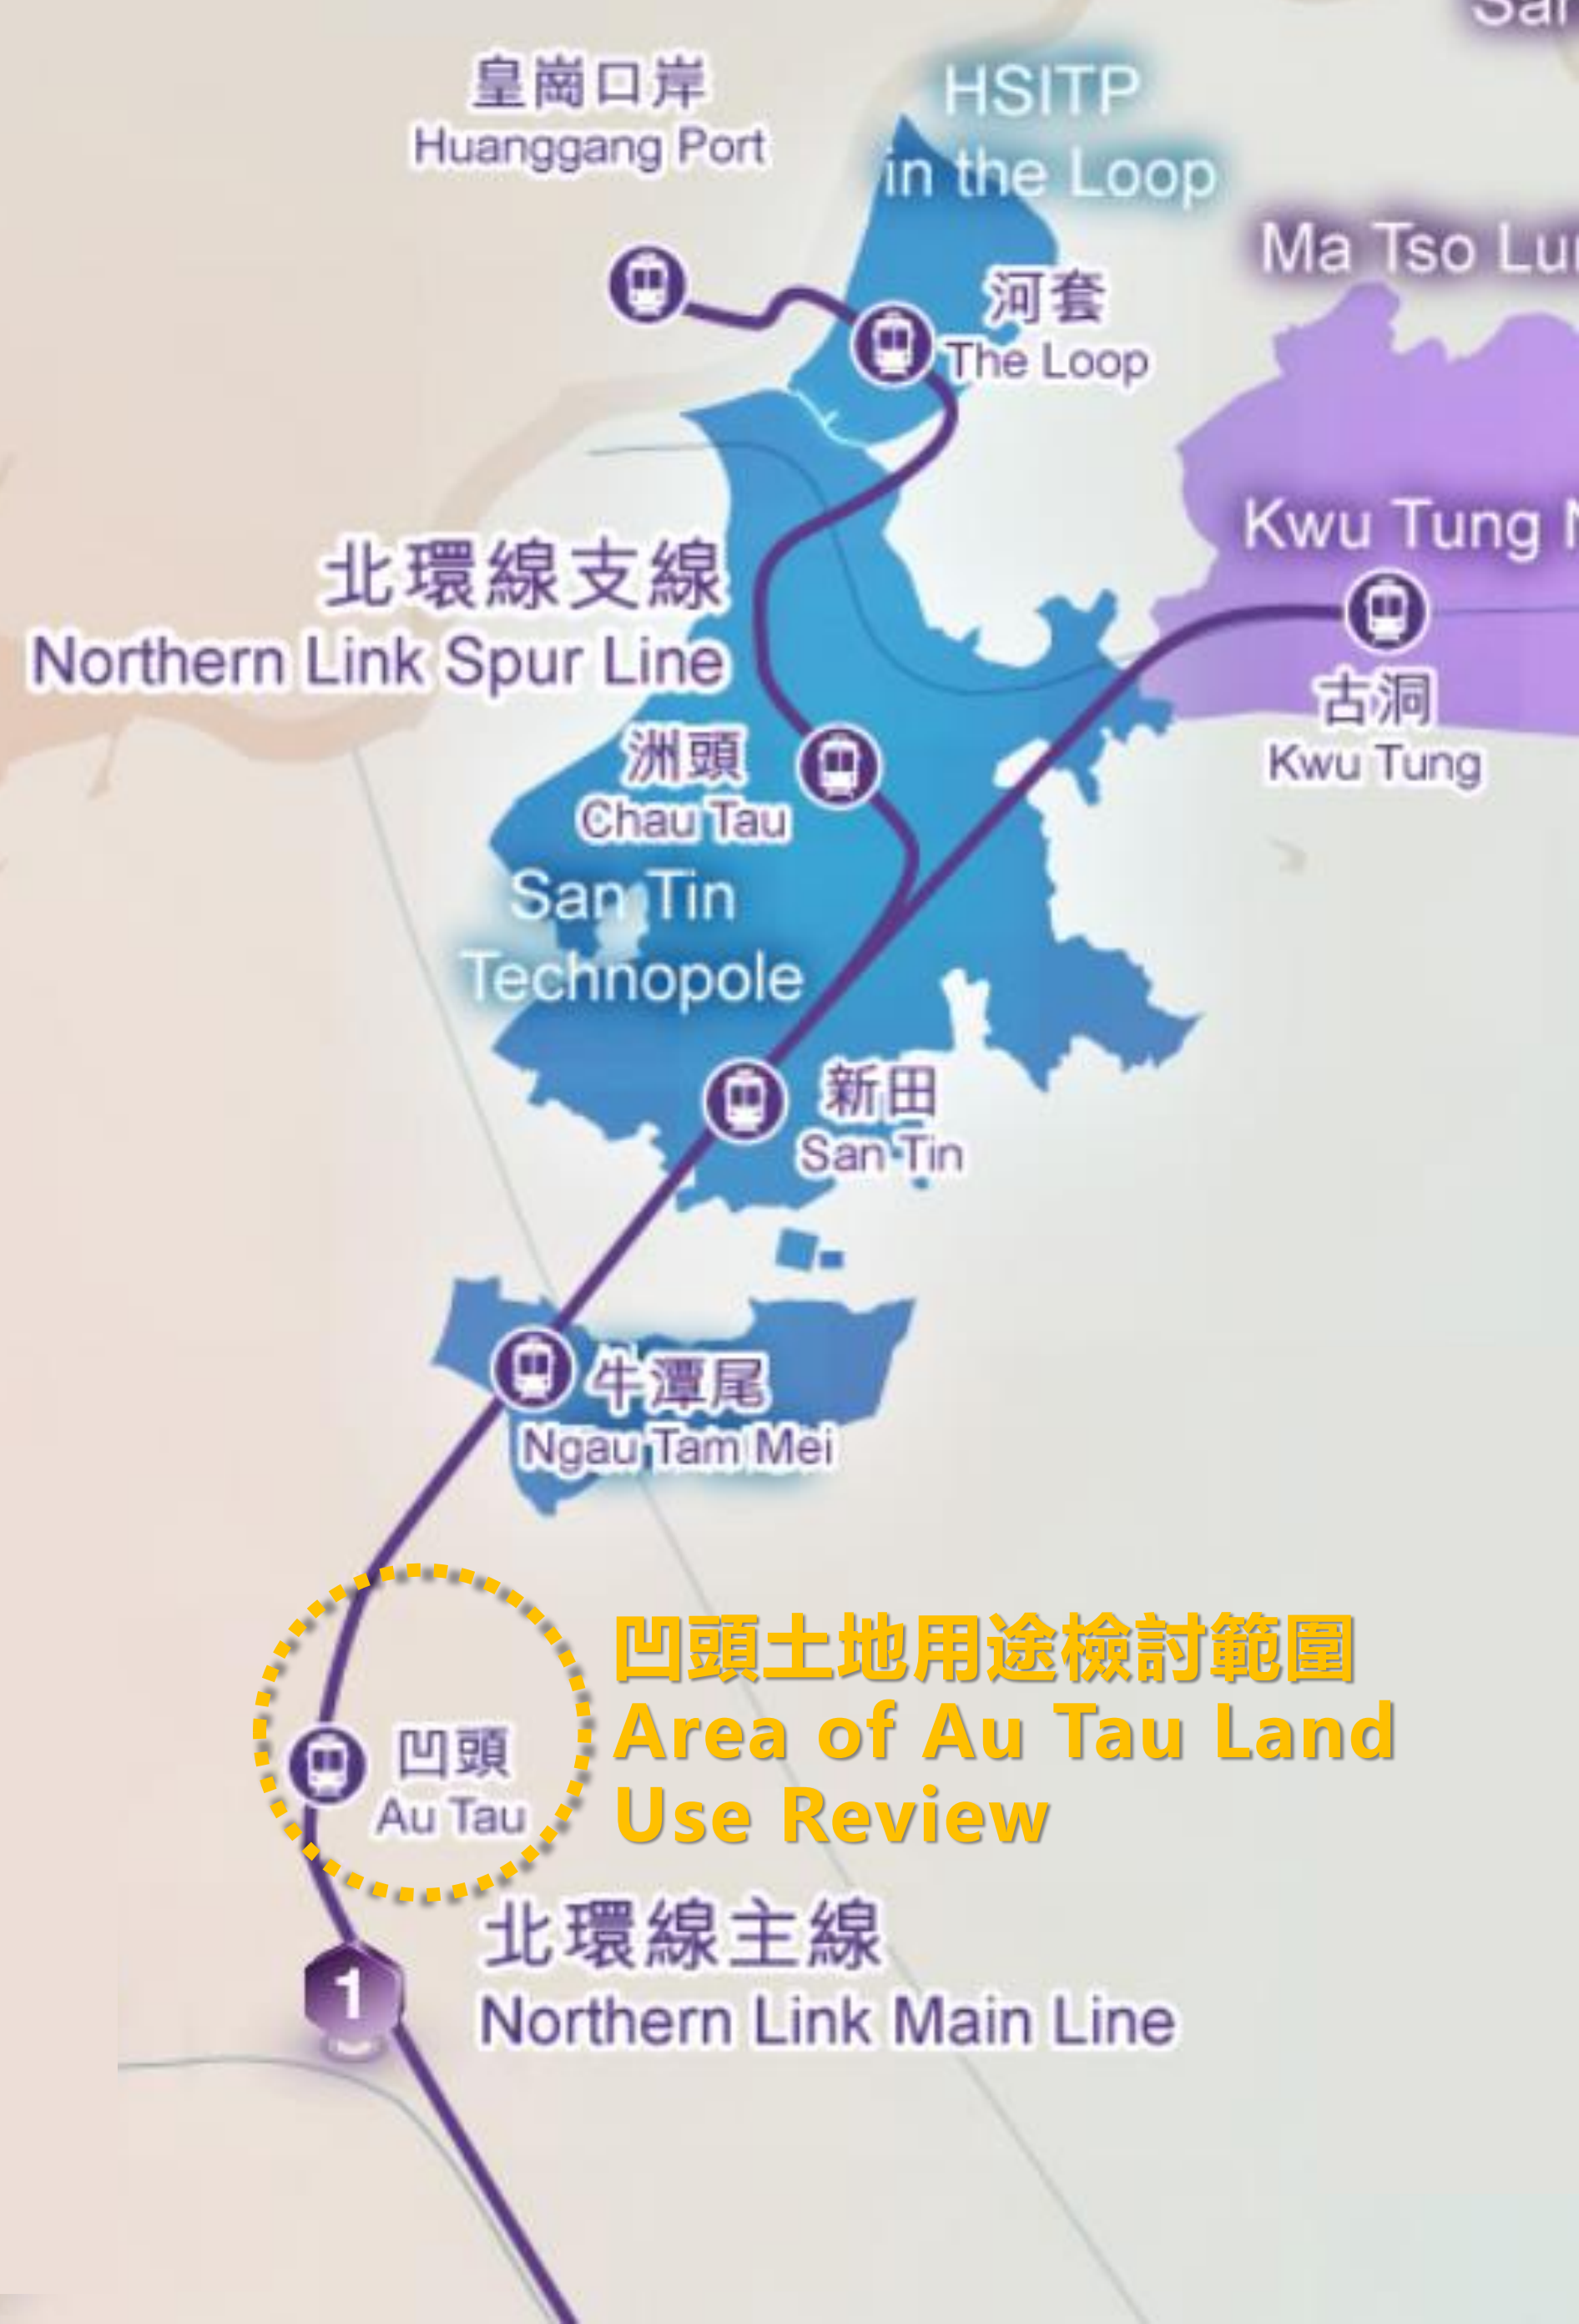 皇崗口岸
Huanggang Port
HSITP
in the Loop
河套
The Loop
Ma Tso
Kwu Tung
北環線支線
Northern Link Spur Line
古洞
Kwu Tung
洲頭
Chau Tau
San Tin
Technopole
新田
San Tin
牛潭尾
Ngau Tam Mei
凹頭土地用途檢討範圍
Area of Au Tau Land
Use Review
凹頭
Au Tau
1
北環線主線
Northern Link Main Line